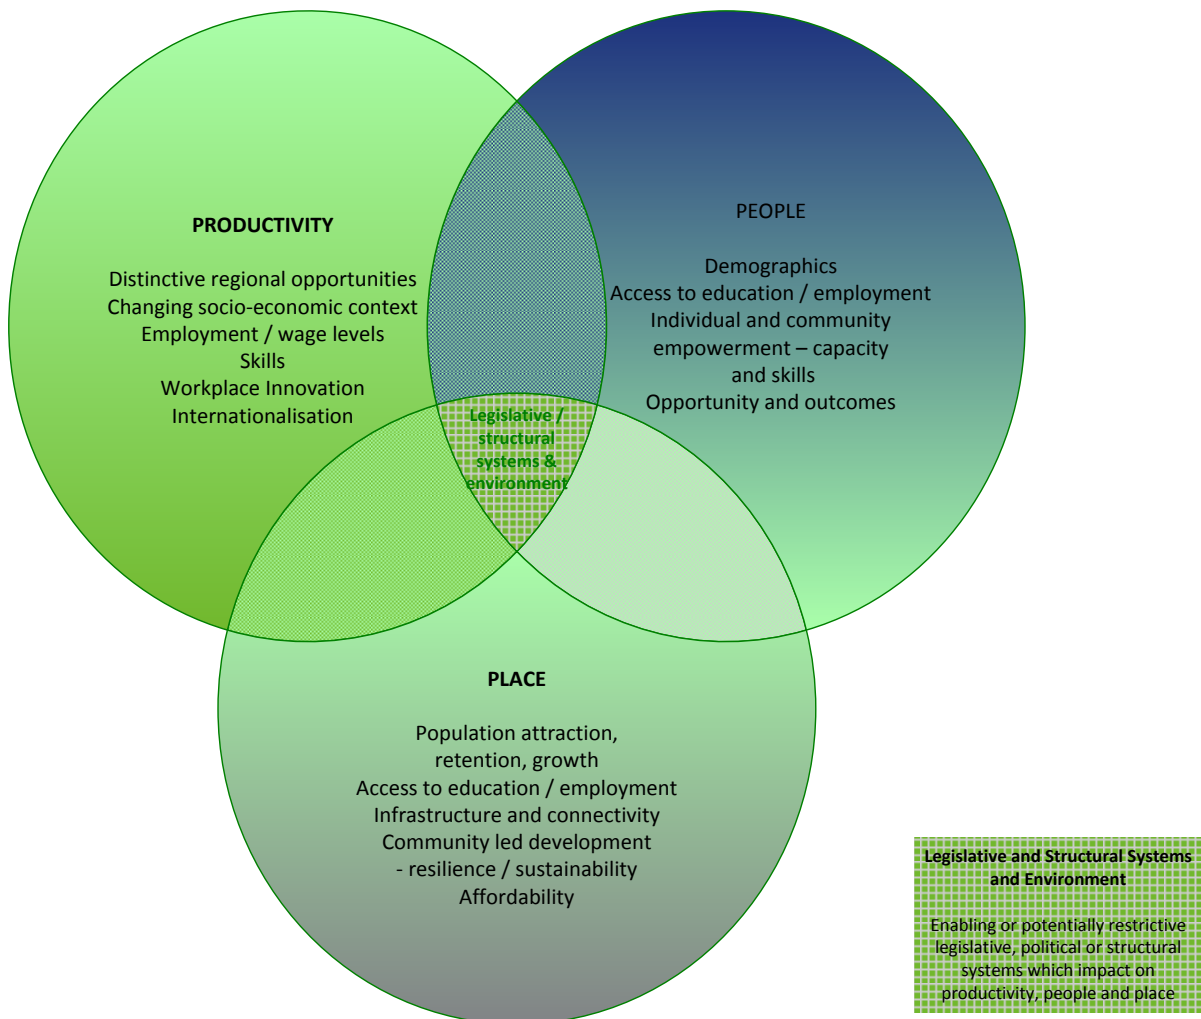 PRODUCTIVITY
Distinctive regional opportunities
Changing socio-economic context
Employment / wage levels
Skills
Workplace Innovation
Internationalisation
PEOPLE
Demographics
Access to education / employment
Individual and community
empowerment – capacity
and skills
Opportunity and outcomes
Legislative /
structural
systems &
environment
PLACE
Population attraction,
retention, growth
Access to education / employment
Infrastructure and connectivity
Community led development
- resilience / sustainability
Affordability
Legislative and Structural Systems
and Environment
Enabling or potentially restrictive
legislative, political or structural
systems which impact on
productivity, people and place